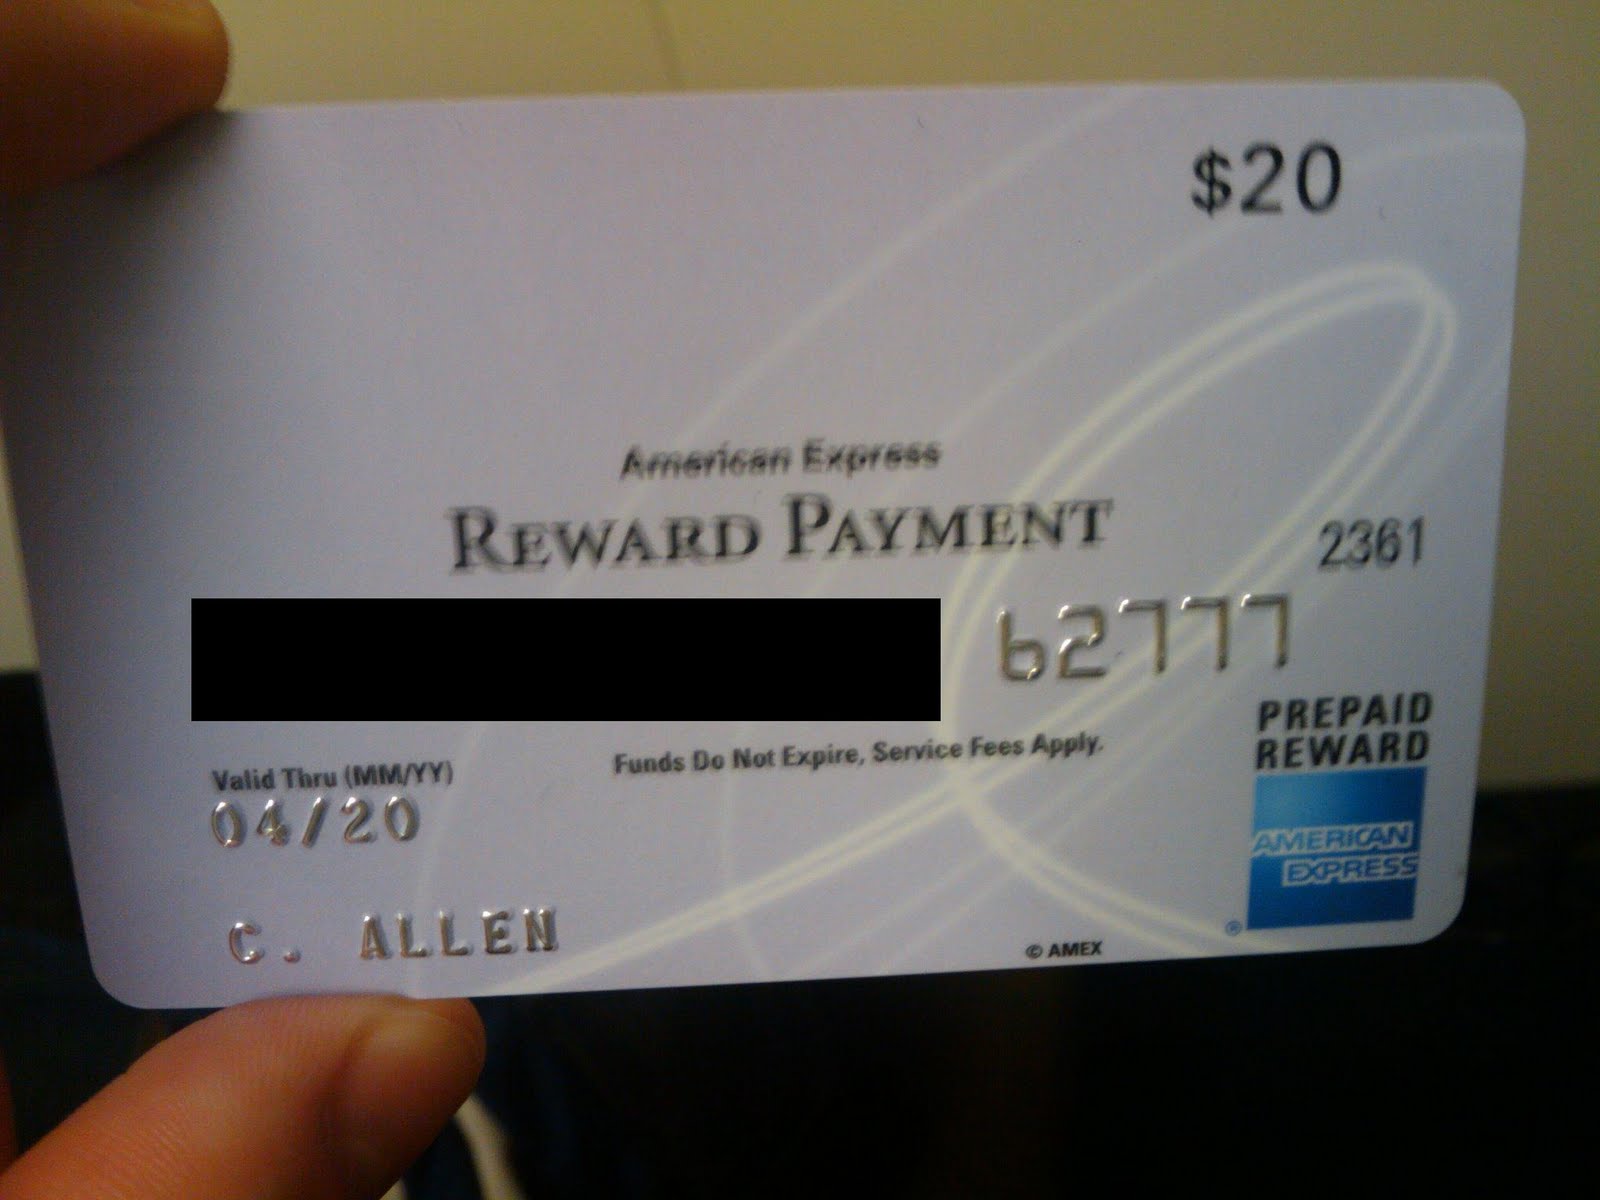 $20
American Express
REWARD PAYMENT
2361
62777
PREPAID
REWARD
Funds Do Not Expire, Service Fees Apply.
Valid Thru (MM/YY)
04/20
AMERICAN
EXPRESS
®
C. ALLEN
© AMEX